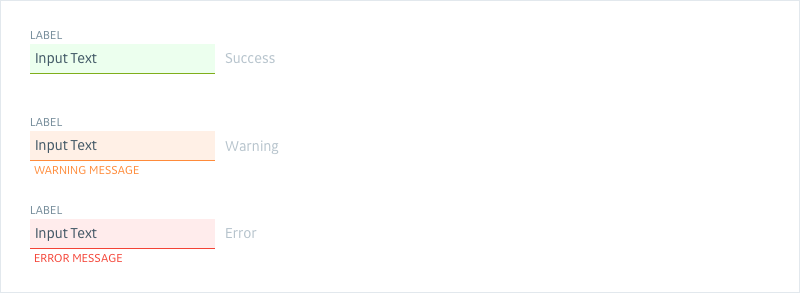 LABEL
Input Text Success
LABEL
Input Text Warning
WARNING MESSAGE
LABEL
Input Text Error
ERROR MESSAGE